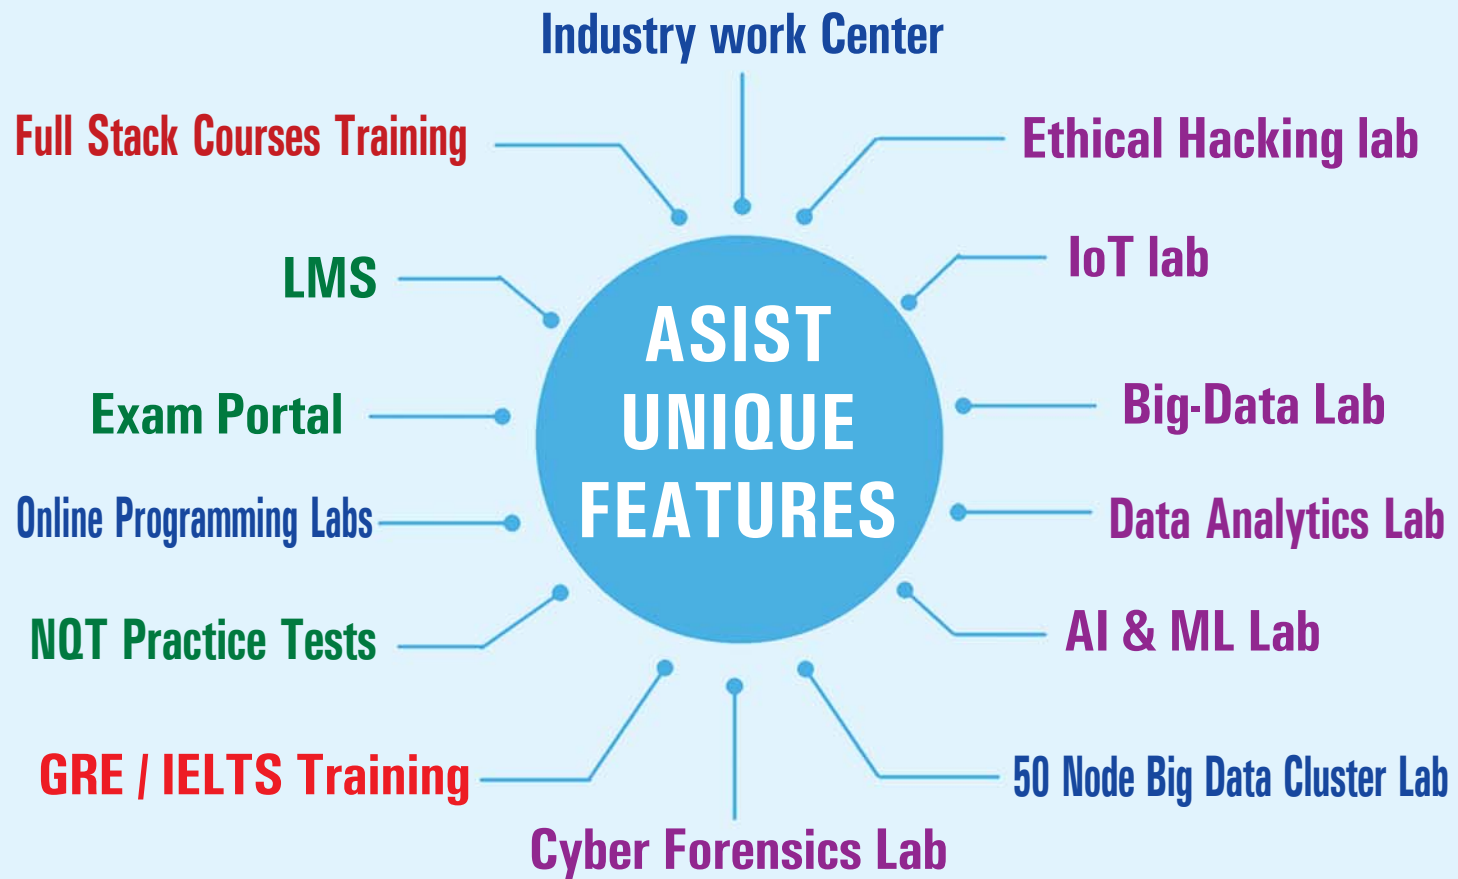 Industry work Center
Full Stack Courses Training
Ethical Hacking lab
LMS
IoT lab
ASIST
UNIQUE
FEATURES
Exam Portal
Big-Data Lab
Online Programming Labs
Data Analytics Lab
NQT Practice Tests
AI & ML Lab
GRE / IELTS Training
50 Node Big Data Cluster Lab
Cyber Forensics Lab